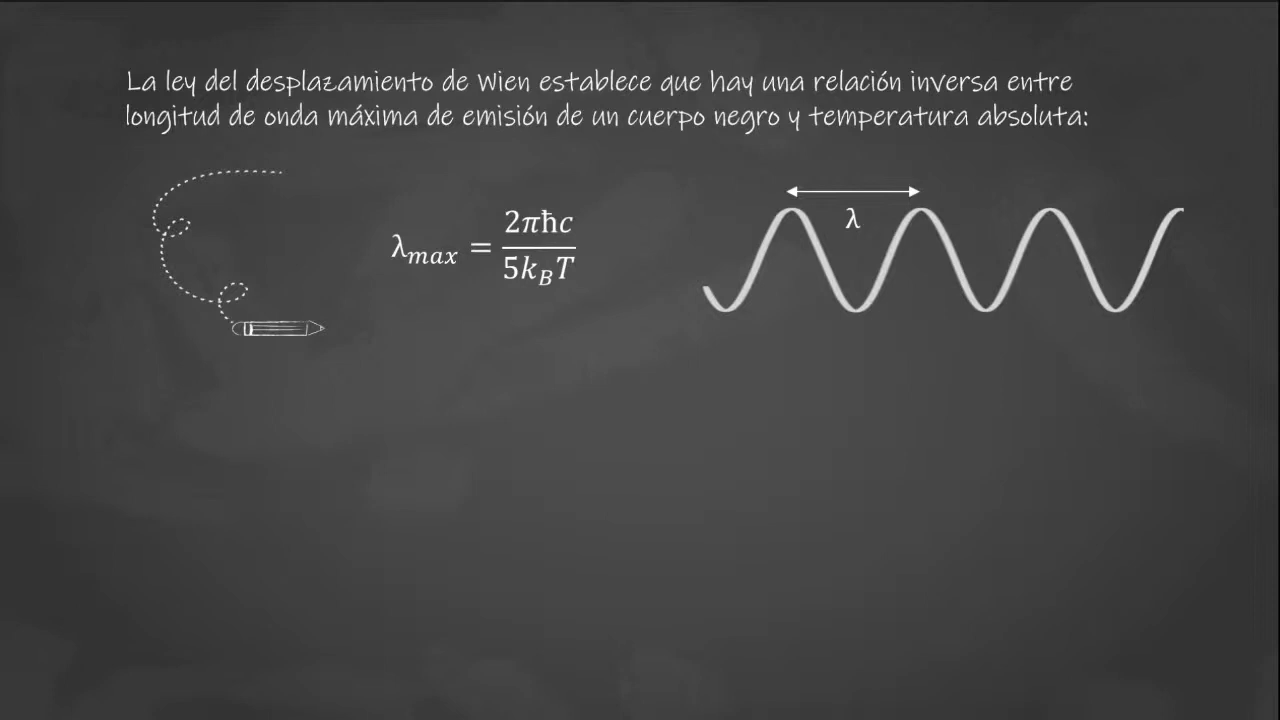 La ley del desplazamiento de Wien establece que hay una relación inversa entre
longitud de onda máxima de emisión de un cuerpo negro y temperatura absoluta:
λ_max = 2πħc / 5k_BT
λ